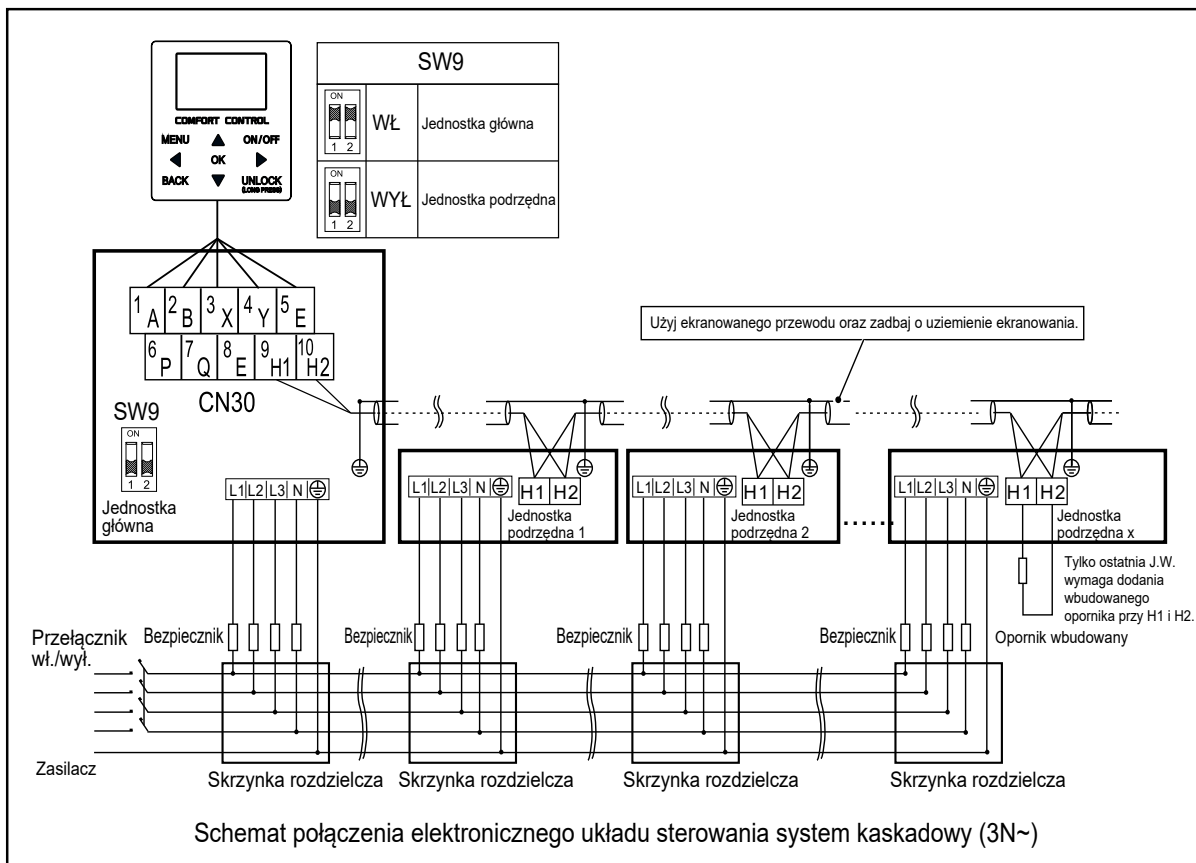 COMFORT CONTROL
MENU ON/OFF
OK
BACK UNLOCK
(LONG PRESS)
SW9
ON
1 2
WŁ
Jednostka główna
ON
1 2
WYŁ
Jednostka podrzędna
1 A 2 B 3 X 4 Y 5 E
6 P 7 Q 8 E 9 H1 10 H2
CN30
Użyj ekranowanego przewodu oraz zadbaj o uziemienie ekranowania.
SW9
ON
1 2
Jednostka
główna
L1 L2 L3 N
L1 L2 L3 N
H1 H2
Jednostka
podrzędna 1
L1 L2 L3 N
H1 H2
Jednostka
podrzędna 2
L1 L2 L3 N
H1 H2
Jednostka
podrzędna x
Tylko ostatnia J.W.
wymaga dodania
wbudowanego
opornika przy H1 i H2.
Opornik wbudowany
Przełącznik
wł./wył.
Bezpiecznik
Bezpiecznik
Bezpiecznik
Bezpiecznik
Zasilacz
Skrzynka rozdzielcza
Skrzynka rozdzielcza
Skrzynka rozdzielcza
Skrzynka rozdzielcza
Schemat połączenia elektronicznego układu sterowania system kaskadowy (3N~)